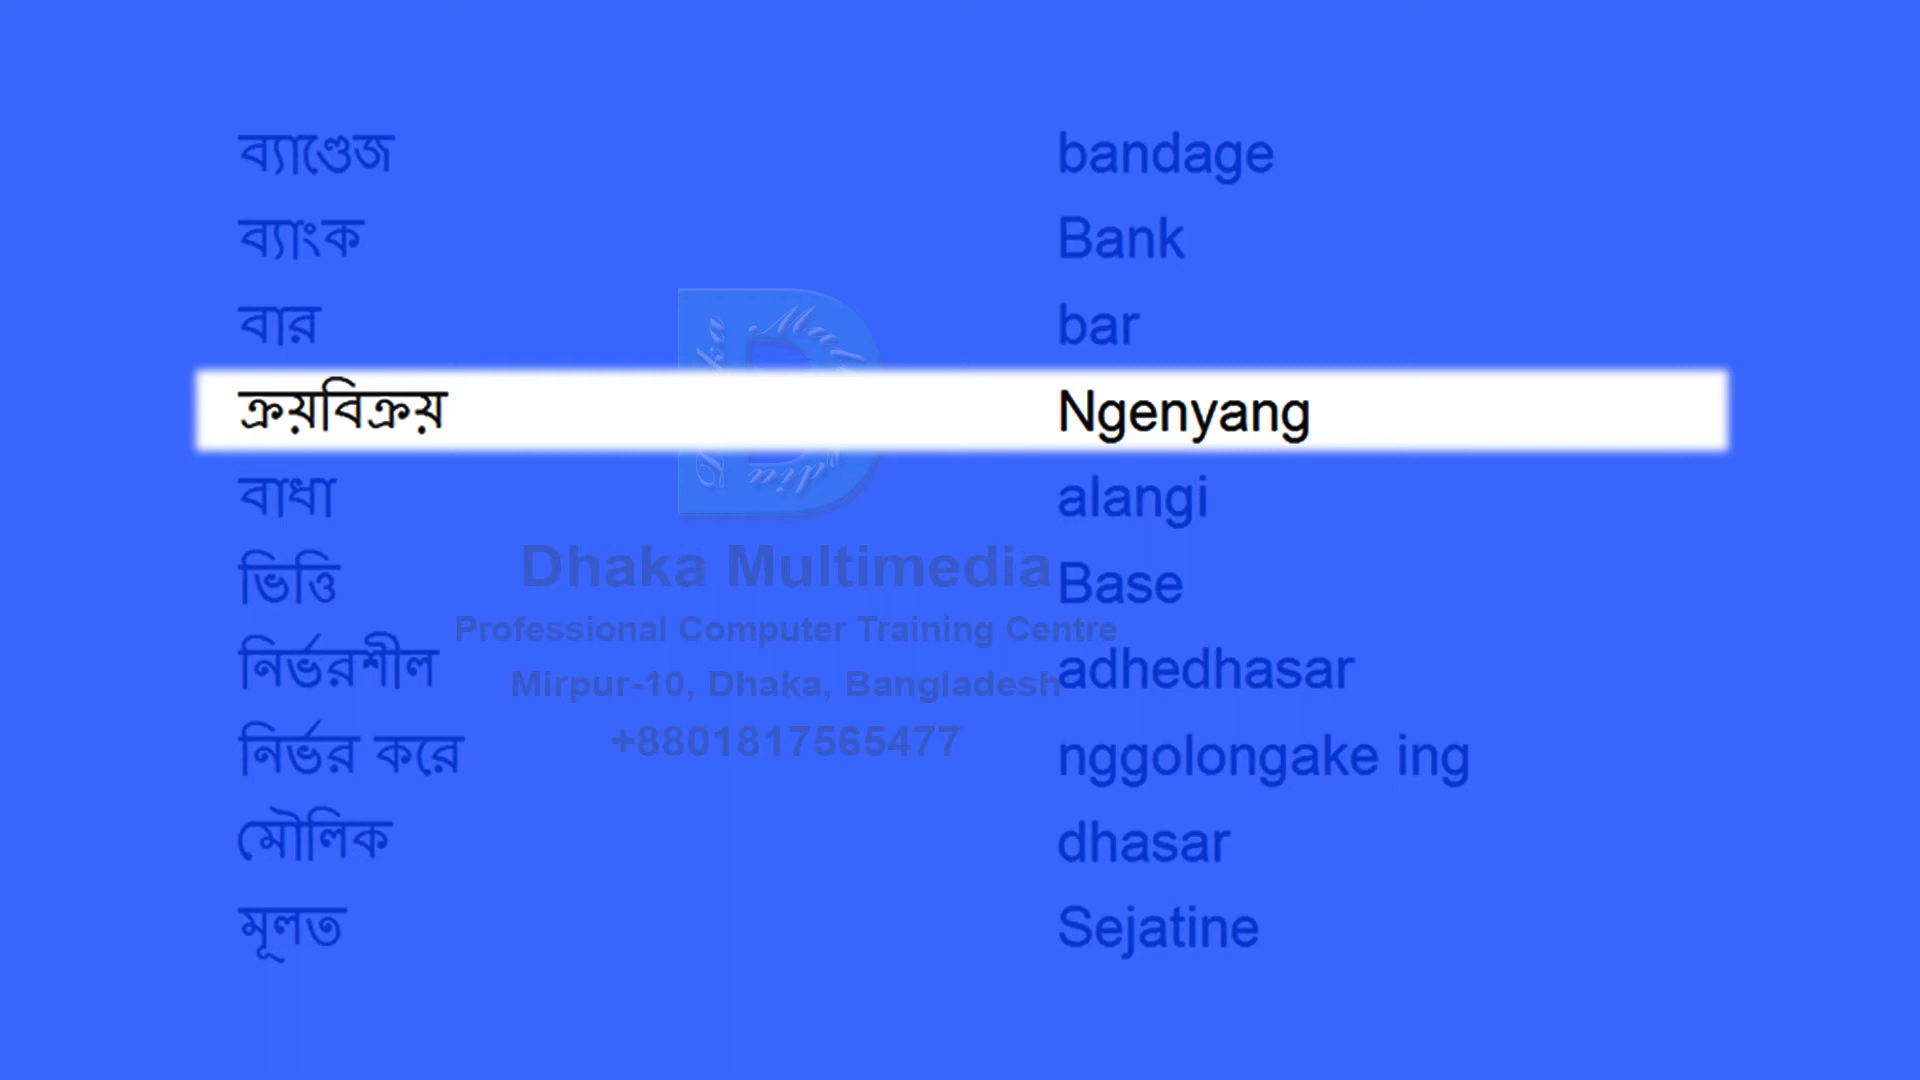 ব্যাণ্ডেজ bandage
ব্যাংক Bank
বার bar
ক্রয়বিক্রয় Ngenyang
বাধা alangi
ভিত্তি Base
নির্ভরশীল adhedhasar
নির্ভর করে nggolongake ing
মৌলিক dhasar
মূলত Sejatine
Dhaka Multimedia
Professional Computer Training Centre
Mirpur-10, Dhaka, Bangladesh
+8801817565477